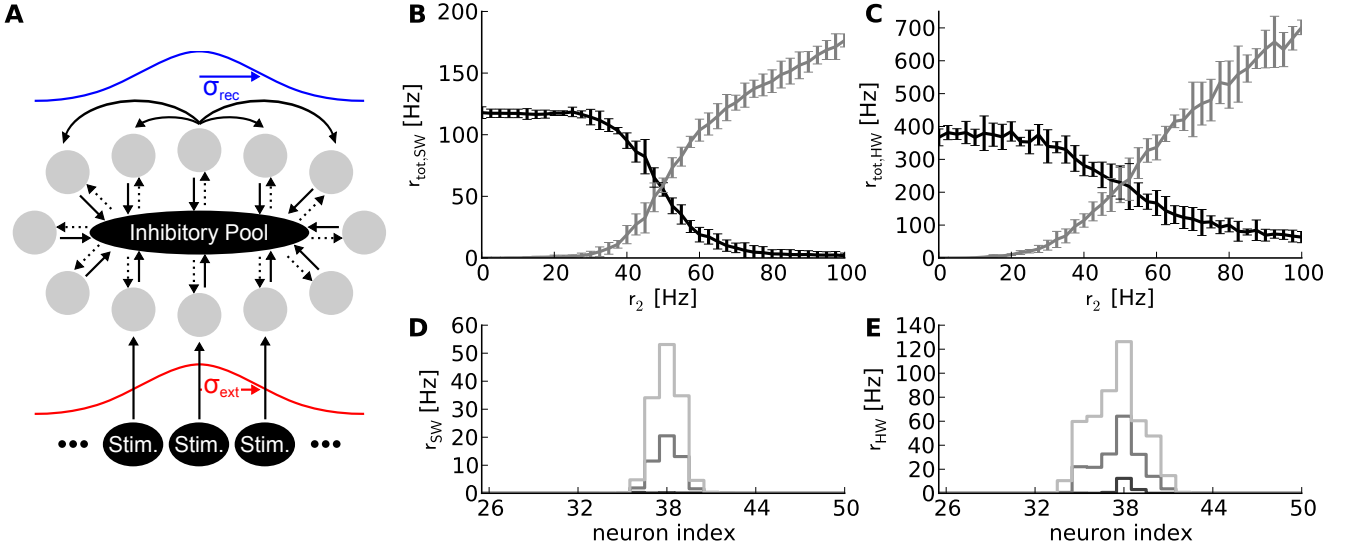 A
σrec
Inhibitory Pool
σext
••• Stim. Stim. Stim. •••
B
200
150
100
50
0
rtot,SW [Hz]
0 20 40 60 80 100
r2 [Hz]
C
700
600
500
400
300
200
100
0
rtot,HW [Hz]
0 20 40 60 80 100
r2 [Hz]
D
60
50
40
30
20
10
0
rSW [Hz]
26 32 38 44 50
neuron index
E
140
120
100
80
60
40
20
0
rHW [Hz]
26 32 38 44 50
neuron index